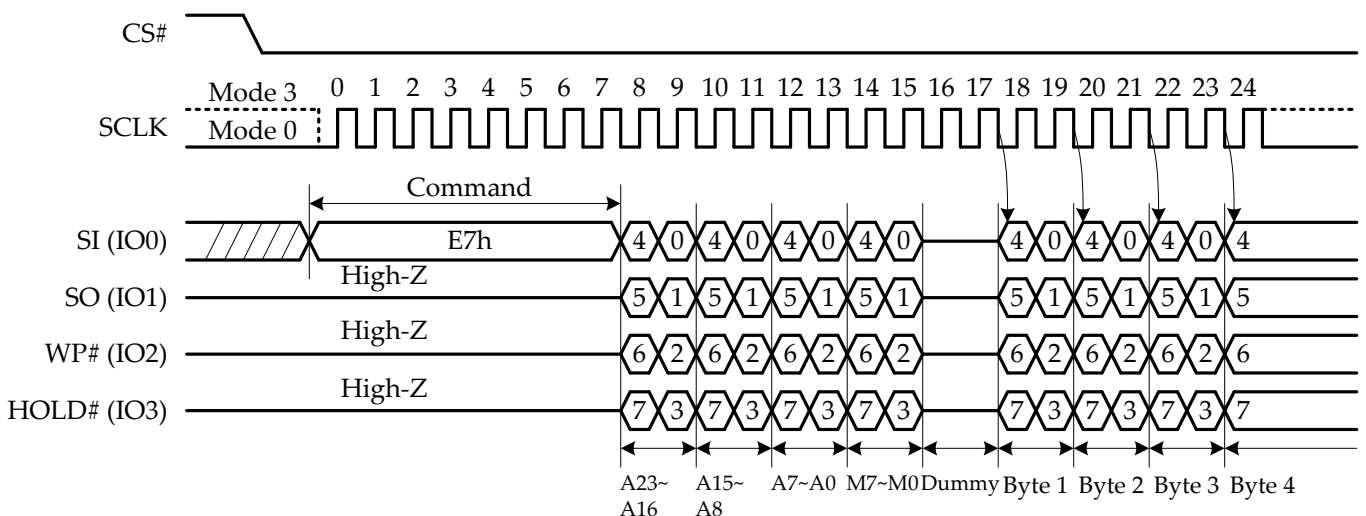 CS#
Mode 3 0 1 2 3 4 5 6 7 8 9 10 11 12 13 14 15 16 17 18 19 20 21 22 23 24
SCLK Mode 0
Command
SI (IO0) E7h 4 0 4 0 4 0 4 0 4 0 4 0 4 0 4
High-Z
SO (IO1) 5 1 5 1 5 1 5 1 5 1 5 1 5 1 5
High-Z
WP# (IO2) 6 2 6 2 6 2 6 2 6 2 6 2 6 2 6
High-Z
HOLD# (IO3) 7 3 7 3 7 3 7 3 7 3 7 3 7 3 7
A23~ A15~ A7~A0 M7~M0 Dummy Byte 1 Byte 2 Byte 3 Byte 4
A16 A8